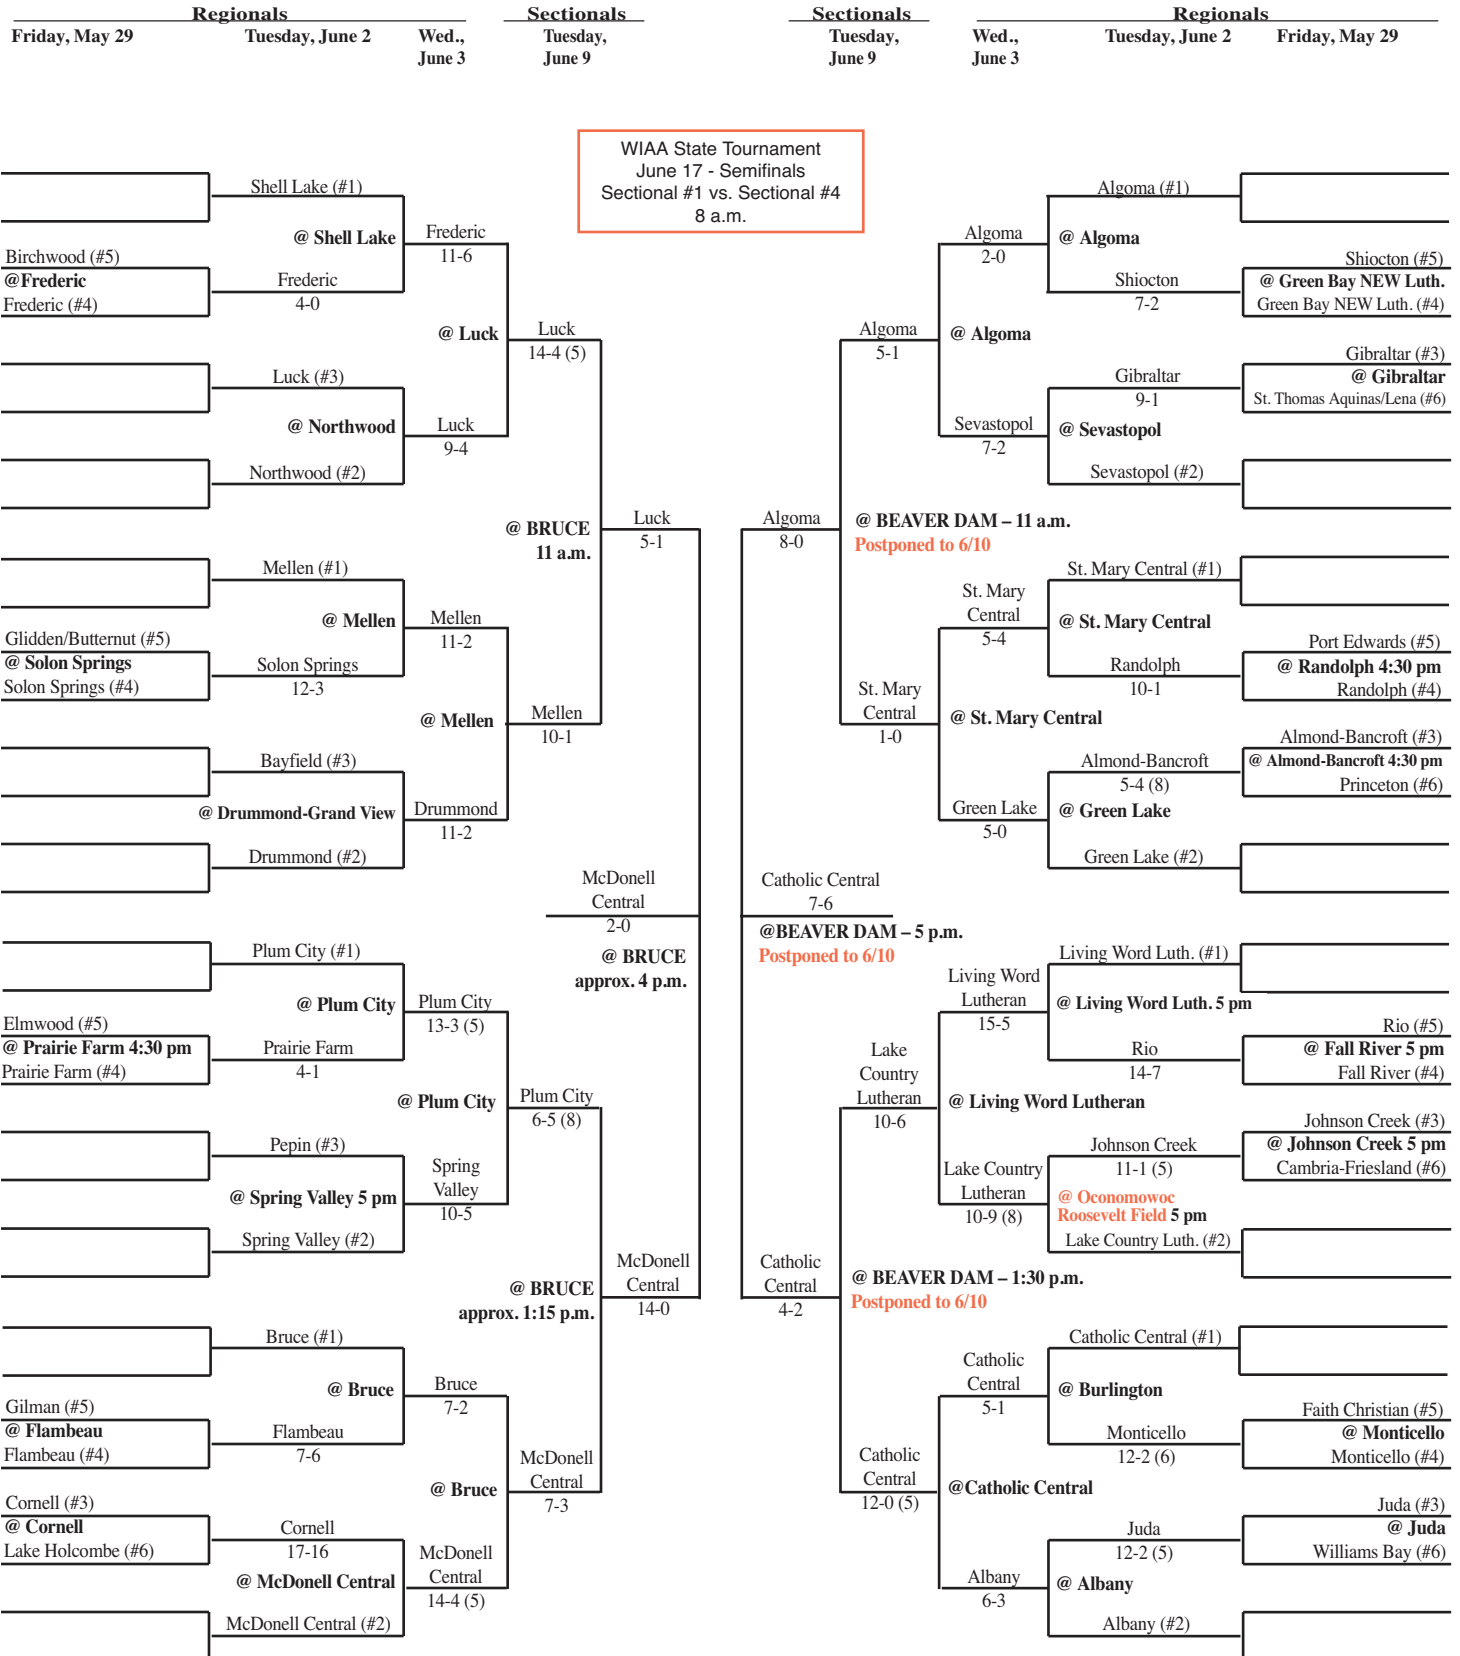 Regionals
Sectionals
Sectionals
Regionals
Friday, May 29
Tuesday, June 2
Wed.,
June 3
Tuesday,
June 9
Tuesday,
June 9
Wed.,
June 3
Tuesday, June 2
Friday, May 29
WIAA State Tournament
June 17 - Semifinals
Sectional #1 vs. Sectional #4
8 a.m.
Shell Lake (#1)
@ Shell Lake
Birchwood (#5)
@Frederic
Frederic (#4)
Frederic
4-0
Frederic
11-6
@ Luck
Luck (#3)
@ Northwood
Northwood (#2)
Luck
9-4
Luck
14-4 (5)
@ BRUCE
11 a.m.
Luck
5-1
Mellen (#1)
@ Mellen
Glidden/Butternut (#5)
@ Solon Springs
Solon Springs (#4)
Solon Springs
12-3
Mellen
11-2
@ Mellen
Mellen
10-1
Bayfield (#3)
@ Drummond-Grand View
Drummond (#2)
Drummond
11-2
McDonell
Central
2-0
@ BRUCE
approx. 4 p.m.
Plum City (#1)
@ Plum City
Elmwood (#5)
@ Prairie Farm 4:30 pm
Prairie Farm (#4)
Prairie Farm
4-1
Plum City
13-3 (5)
@ Plum City
Plum City
6-5 (8)
Pepin (#3)
@ Spring Valley 5 pm
Spring Valley (#2)
Spring
Valley
10-5
@ BRUCE
approx. 1:15 p.m.
McDonell
Central
14-0
Bruce (#1)
@ Bruce
Gilman (#5)
@ Flambeau
Flambeau (#4)
Flambeau
7-6
Bruce
7-2
@ Bruce
McDonell
Central
7-3
Cornell (#3)
@ Cornell
Lake Holcombe (#6)
Cornell
17-16
@ McDonell Central
McDonell Central (#2)
McDonell
Central
14-4 (5)
Algoma (#1)
@ Algoma
Shiocton (#5)
@ Green Bay NEW Luth.
Green Bay NEW Luth. (#4)
Shiocton
7-2
Algoma
2-0
@ Algoma
Algoma
5-1
Gibraltar (#3)
@ Gibraltar
St. Thomas Aquinas/Lena (#6)
Gibraltar
9-1
@ Sevastopol
Sevastopol (#2)
Sevastopol
7-2
Algoma
8-0
@ BEAVER DAM – 11 a.m.
Postponed to 6/10
St. Mary Central (#1)
@ St. Mary Central
Port Edwards (#5)
@ Randolph 4:30 pm
Randolph (#4)
Randolph
10-1
St. Mary
Central
5-4
@ St. Mary Central
St. Mary
Central
1-0
Almond-Bancroft (#3)
@ Almond-Bancroft 4:30 pm
Princeton (#6)
Almond-Bancroft
5-4 (8)
@ Green Lake
Green Lake (#2)
Green Lake
5-0
Catholic Central
7-6
@BEAVER DAM – 5 p.m.
Postponed to 6/10
Living Word Luth. (#1)
@ Living Word Luth. 5 pm
Rio (#5)
@ Fall River 5 pm
Fall River (#4)
Rio
14-7
Living Word
Lutheran
15-5
@ Living Word Lutheran
Lake
Country
Lutheran
10-6
Johnson Creek (#3)
@ Johnson Creek 5 pm
Cambria-Friesland (#6)
Johnson Creek
11-1 (5)
@ Oconomowoc
Roosevelt Field 5 pm
Lake Country Luth. (#2)
Lake Country
Lutheran
10-9 (8)
Catholic
Central
4-2
@ BEAVER DAM – 1:30 p.m.
Postponed to 6/10
Catholic Central (#1)
@ Burlington
Faith Christian (#5)
@ Monticello
Monticello (#4)
Monticello
12-2 (6)
Catholic
Central
5-1
@Catholic Central
Catholic
Central
12-0 (5)
Juda (#3)
@ Juda
Williams Bay (#6)
Juda
12-2 (5)
@ Albany
Albany (#2)
Albany
6-3